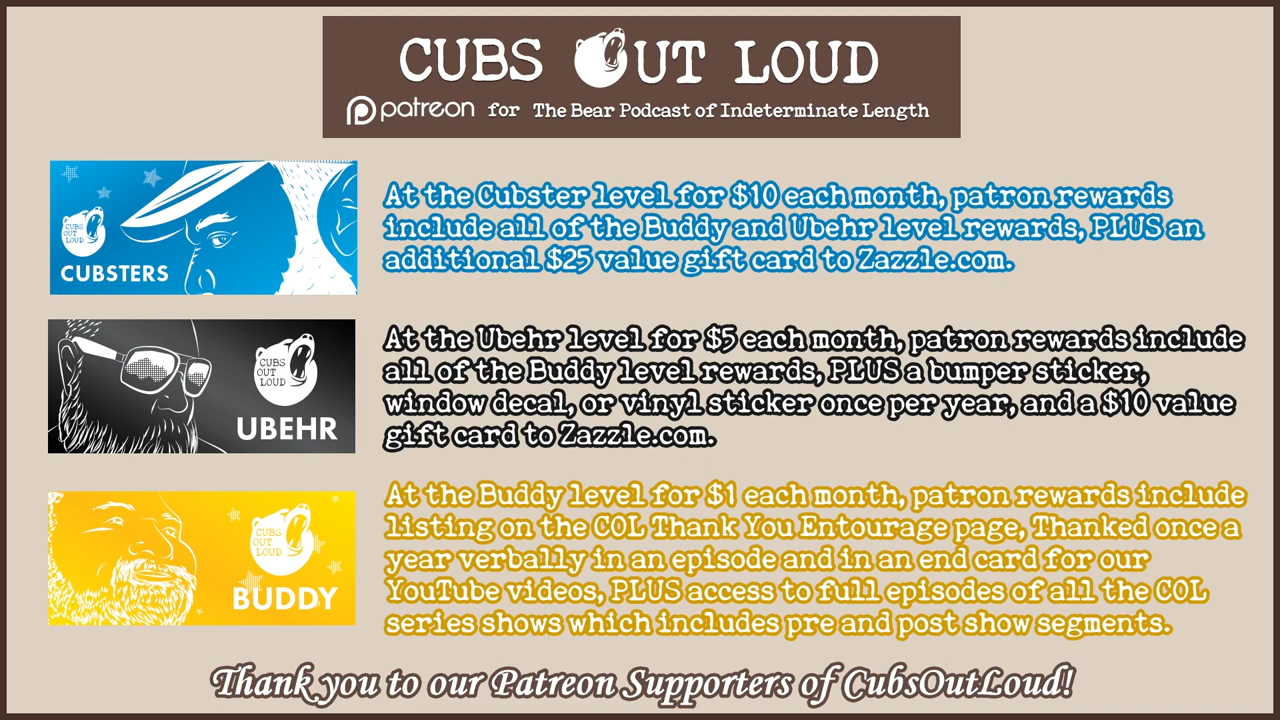 CUBS OUT LOUD
patreon for The Bear Podcast of Indeterminate Length
CUBS
OUT
LOUD
CUBSTERS
At the Cubster level for $10 each month, patron rewards
include all of the Buddy and Ubehr level rewards, PLUS an
additional $25 value gift card to Zazzle.com.
CUBS
OUT
LOUD
UBEHR
At the Ubehr level for $5 each month, patron rewards include
all of the Buddy level rewards, PLUS a bumper sticker,
window decal, or vinyl sticker once per year, and a $10 value
gift card to Zazzle.com.
CUBS
OUT
LOUD
BUDDY
At the Buddy level for $1 each month, patron rewards include
listing on the COL Thank You Entourage page, Thanked once a
year verbally in an episode and in an end card for our
YouTube videos, PLUS access to full episodes of all the COL
series shows which includes pre and post show segments.
Thank you to our Patreon Supporters of CubsOutLoud!